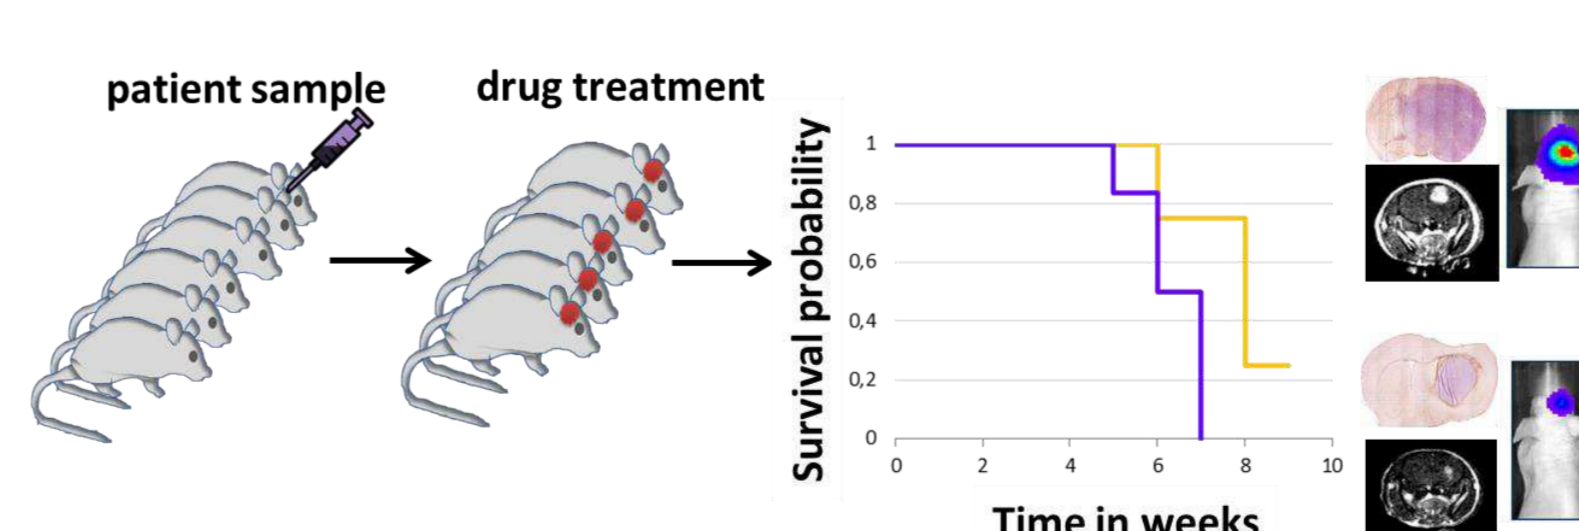 patient sample
drug treatment
Survival probability
1
0,8
0,6
0,4
0,2
0
0 2 4 6 8 10
Time in weeks